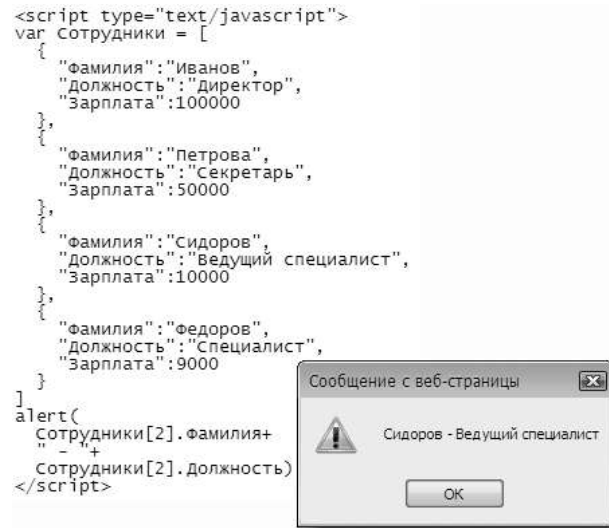 <script type="text/javascript">
var Сотрудники = [
{
"Фамилия":"Иванов",
"Должность":"Директор",
"Зарплата":100000
},
{
"Фамилия":"Петрова",
"Должность":"Секретарь",
"Зарплата":50000
},
{
"Фамилия":"Сидоров",
"Должность":"Ведущий специалист",
"Зарплата":10000
},
{
"Фамилия":"Федоров",
"Должность":"Специалист",
"Зарплата":9000
}
]
alert(
Сотрудники[2].Фамилия+
" - "+
Сотрудники[2].Должность)
</script>
Сообщение с веб-страницы
Сидоров - Ведущий специалист
OK